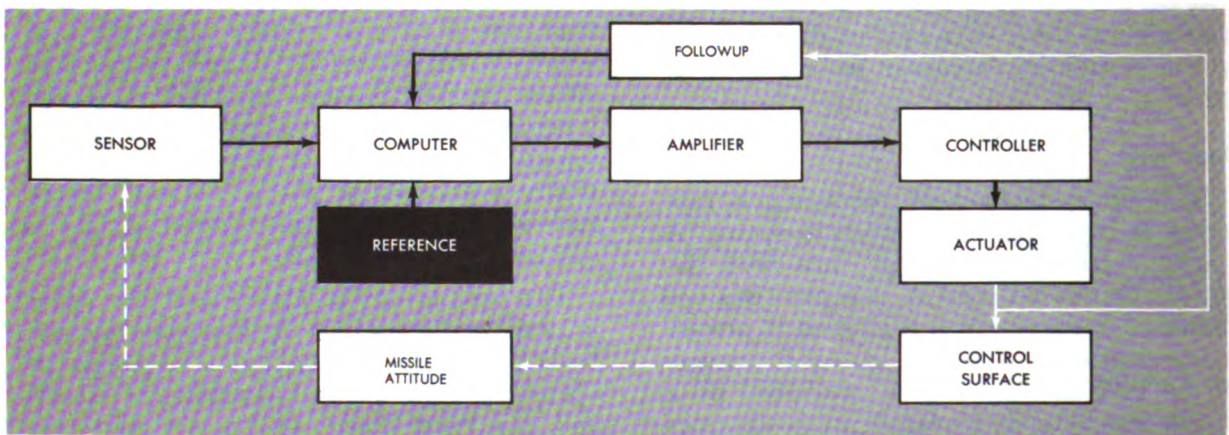 FOLLOWUP
SENSOR
COMPUTER
AMPLIFIER
CONTROLLER
REFERENCE
ACTUATOR
MISSILE
ATTITUDE
CONTROL
SURFACE